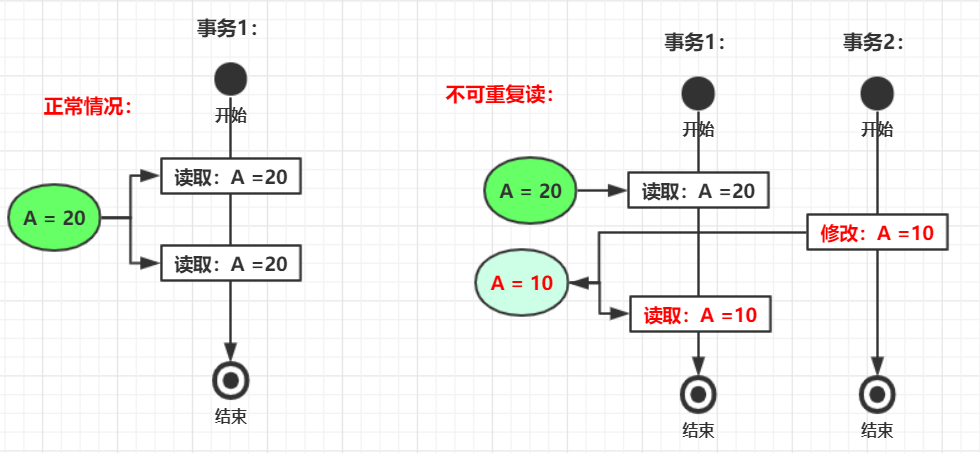 事务1：
正常情况：
开始
读取：A =20
A = 20
读取：A =20
结束
不可重复读：
事务1：
事务2：
开始
开始
A = 20
读取：A =20
修改：A =10
A = 10
读取：A =10
结束
结束